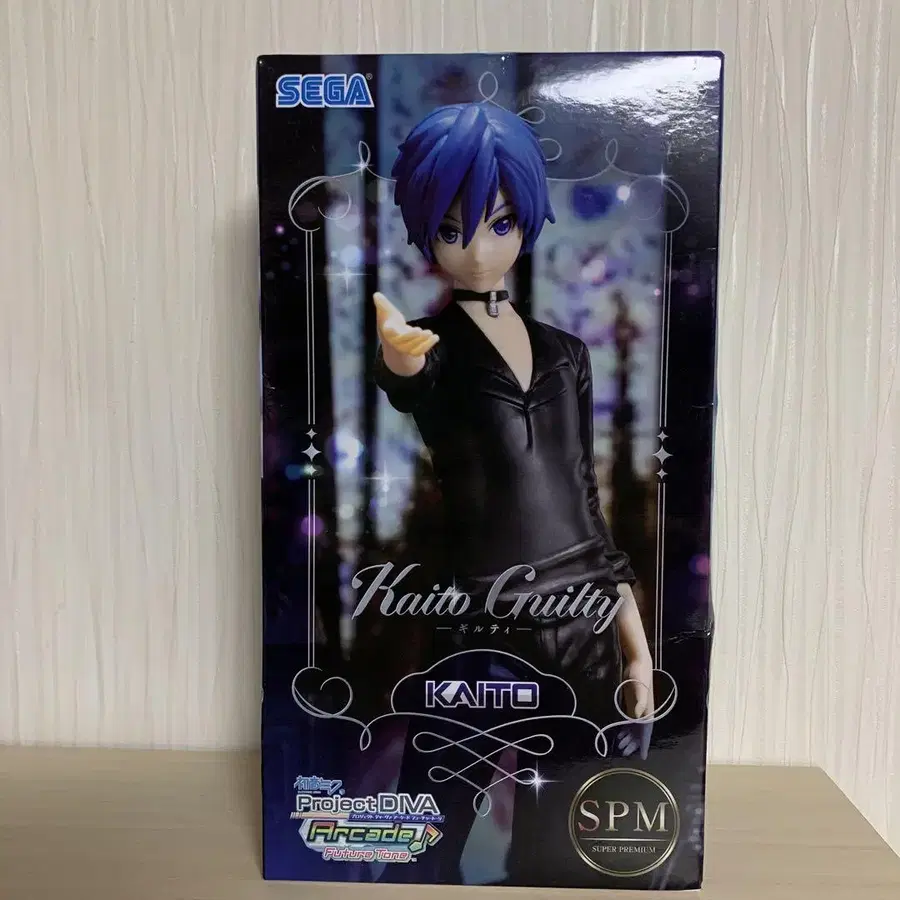 SEGA®
Kaito Guilty
ギルティ
KAITO
初音ミク
Project DIVA
プロジェクト ディーヴァ アーケード フューチャートーン
Arcade
Future Tone
SPM
SUPER PREMIUM